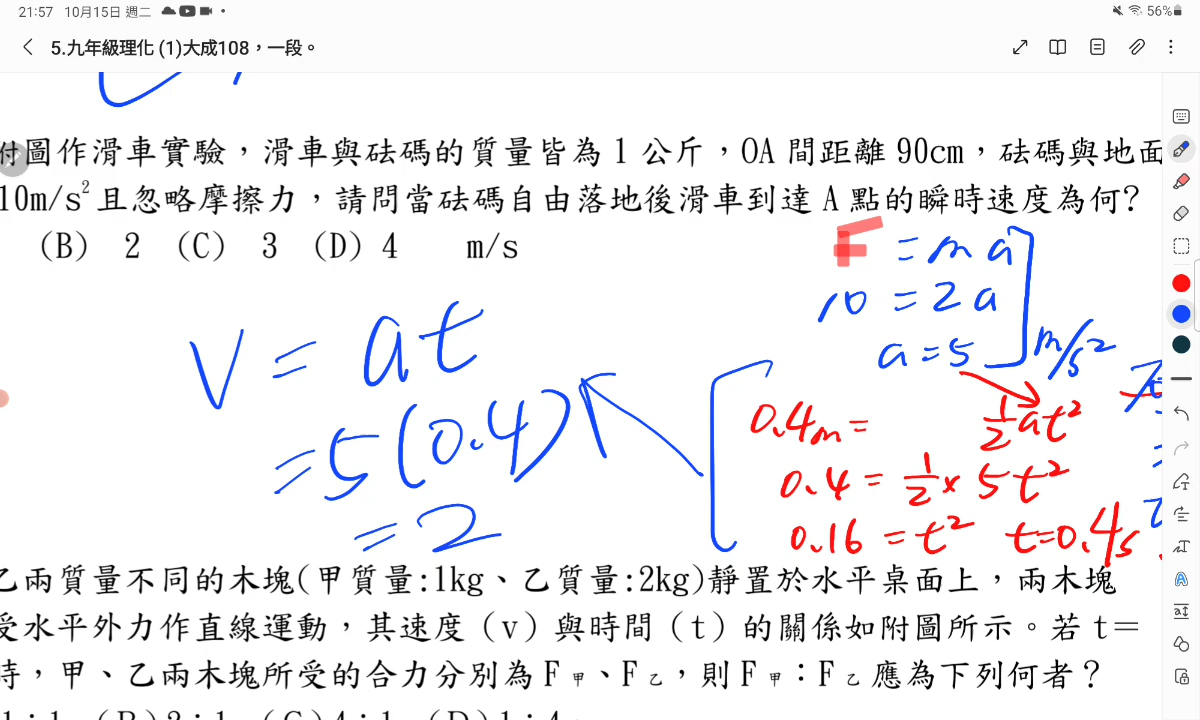 21:57 10月15日 週二 56%
5.九年級理化 (1)大成108，一段。
附圖作滑車實驗，滑車與砝碼的質量皆為 1 公斤，OA 間距離 90cm，砝碼與地面
10m/s² 且忽略摩擦力，請問當砝碼自由落地後滑車到達 A 點的瞬時速度為何?
(B) 2 (C) 3 (D) 4 m/s
F = ma
10 = 2a
a = 5 m/s²
V = at
= 5(0.4)
= 2
0.4m = ½at²
0.4 = ½ × 5t²
0.16 = t² t=0.4s
乙兩質量不同的木塊(甲質量:1kg、乙質量:2kg)靜置於水平桌面上，兩木塊
受水平外力作直線運動，其速度（v）與時間（t）的關係如附圖所示。若 t＝
時，甲、乙兩木塊所受的合力分別為 F 甲、F 乙，則 F 甲：F 乙 應為下列何者？